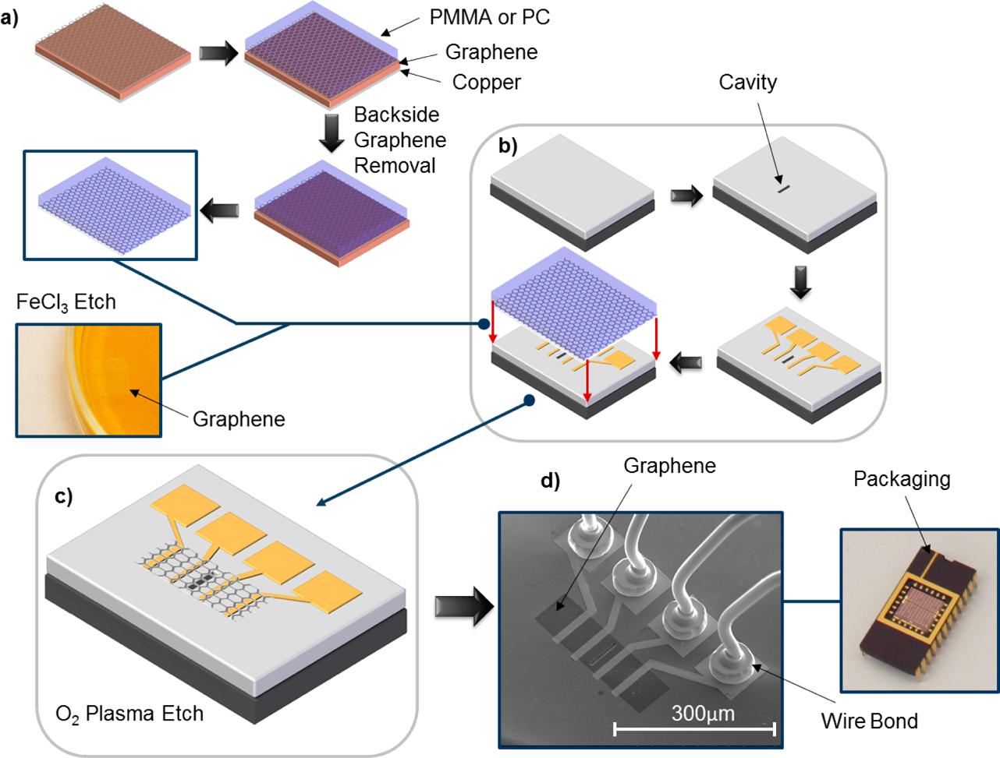 a)
PMMA or PC
Graphene
Copper
Backside
Graphene
Removal
FeCl₃ Etch
Graphene
b)
Cavity
c)
O₂ Plasma Etch
d)
Graphene
Packaging
300μm
Wire Bond